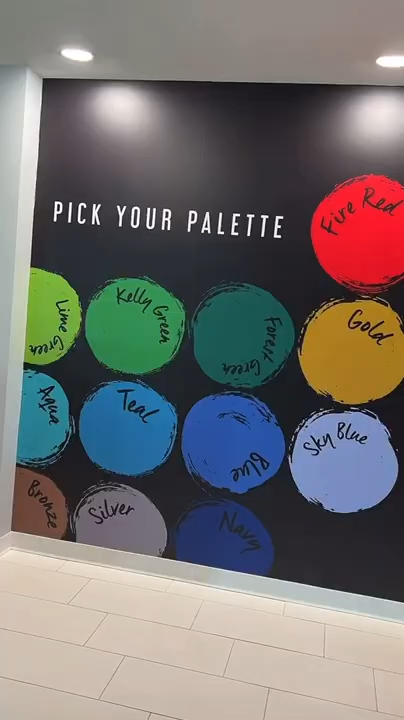 PICK YOUR PALETTE
Fire Red
Lime Green
Kelly Green
Forest Green
Gold
Aqua
Teal
Blue
Sky Blue
Bronze
Silver
Navy